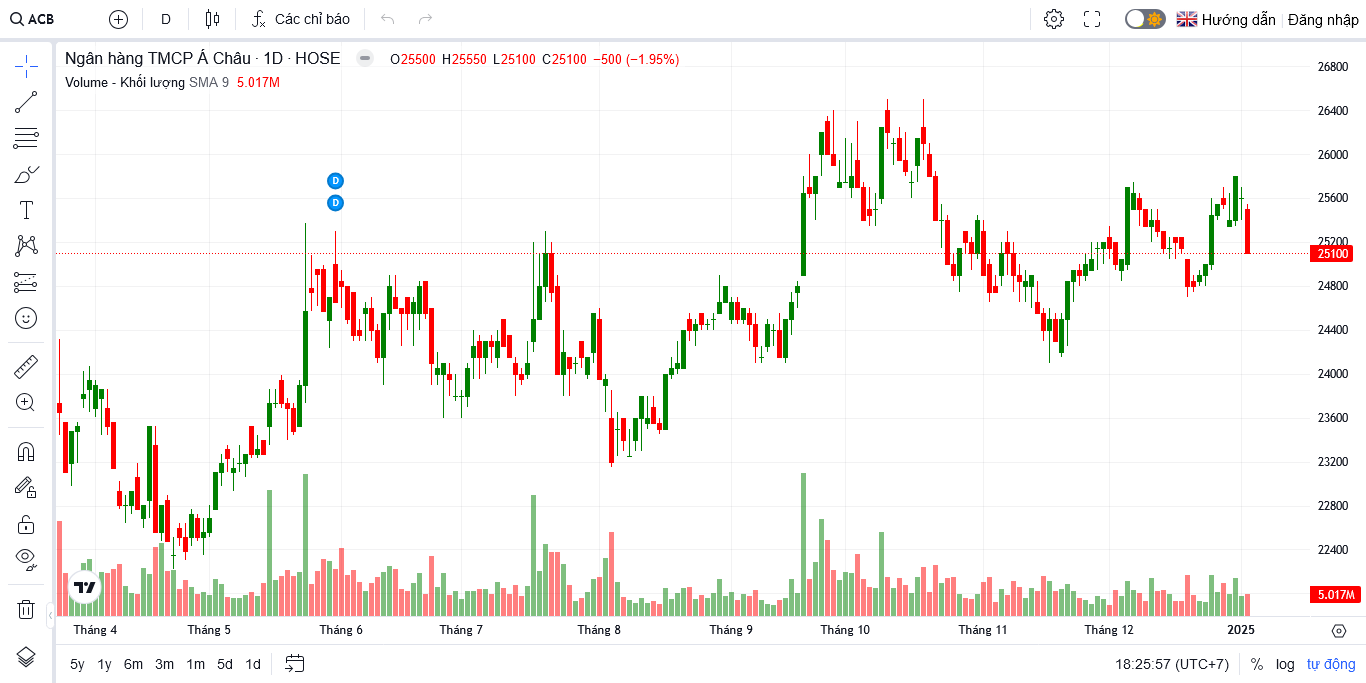 ACB D Các chỉ báo Hướng dẫn Đăng nhập
Ngân hàng TMCP Á Châu · 1D · HOSE O25500 H25550 L25100 C25100 −500 (−1.95%)
Volume - Khối lượng SMA 9 5.017M
D
D
26800
26400
26000
25600
25200
25100
24800
24400
24000
23600
23200
22800
22400
5.017M
Tháng 4 Tháng 5 Tháng 6 Tháng 7 Tháng 8 Tháng 9 Tháng 10 Tháng 11 Tháng 12 2025
5y 1y 6m 3m 1m 5d 1d 18:25:57 (UTC+7) % log tự động